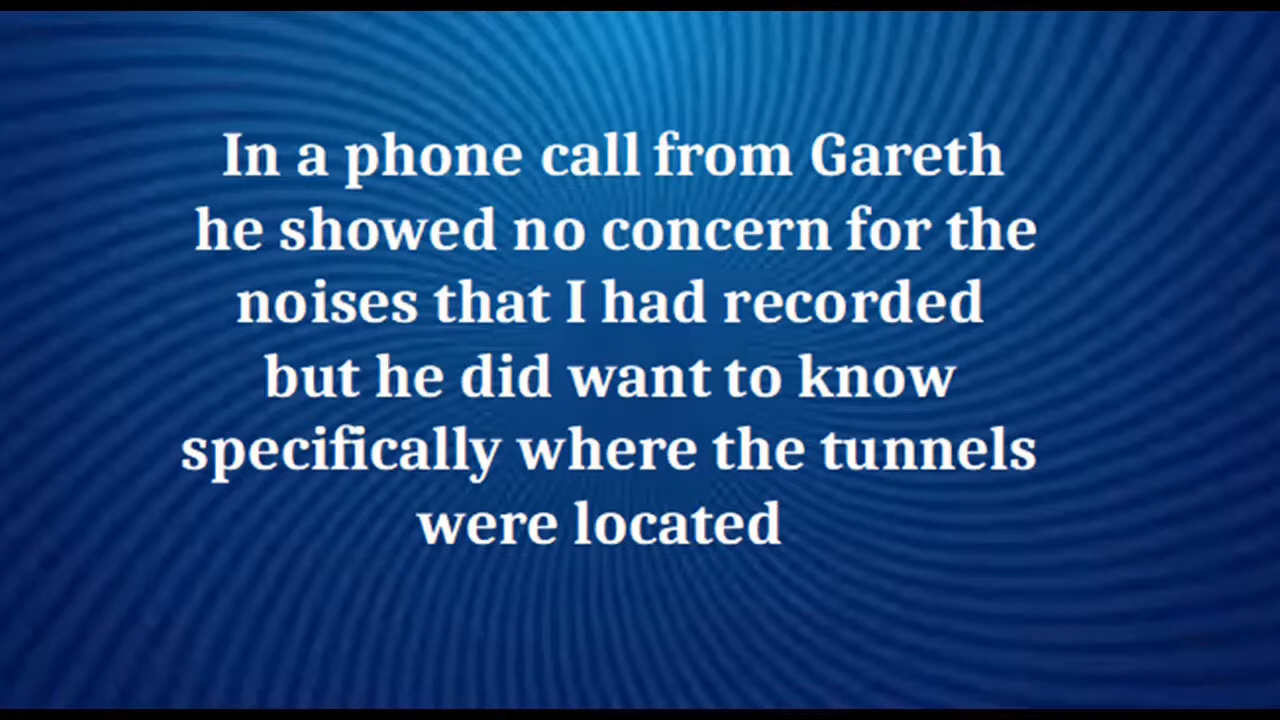 In a phone call from Gareth
he showed no concern for the
noises that I had recorded
but he did want to know
specifically where the tunnels
were located